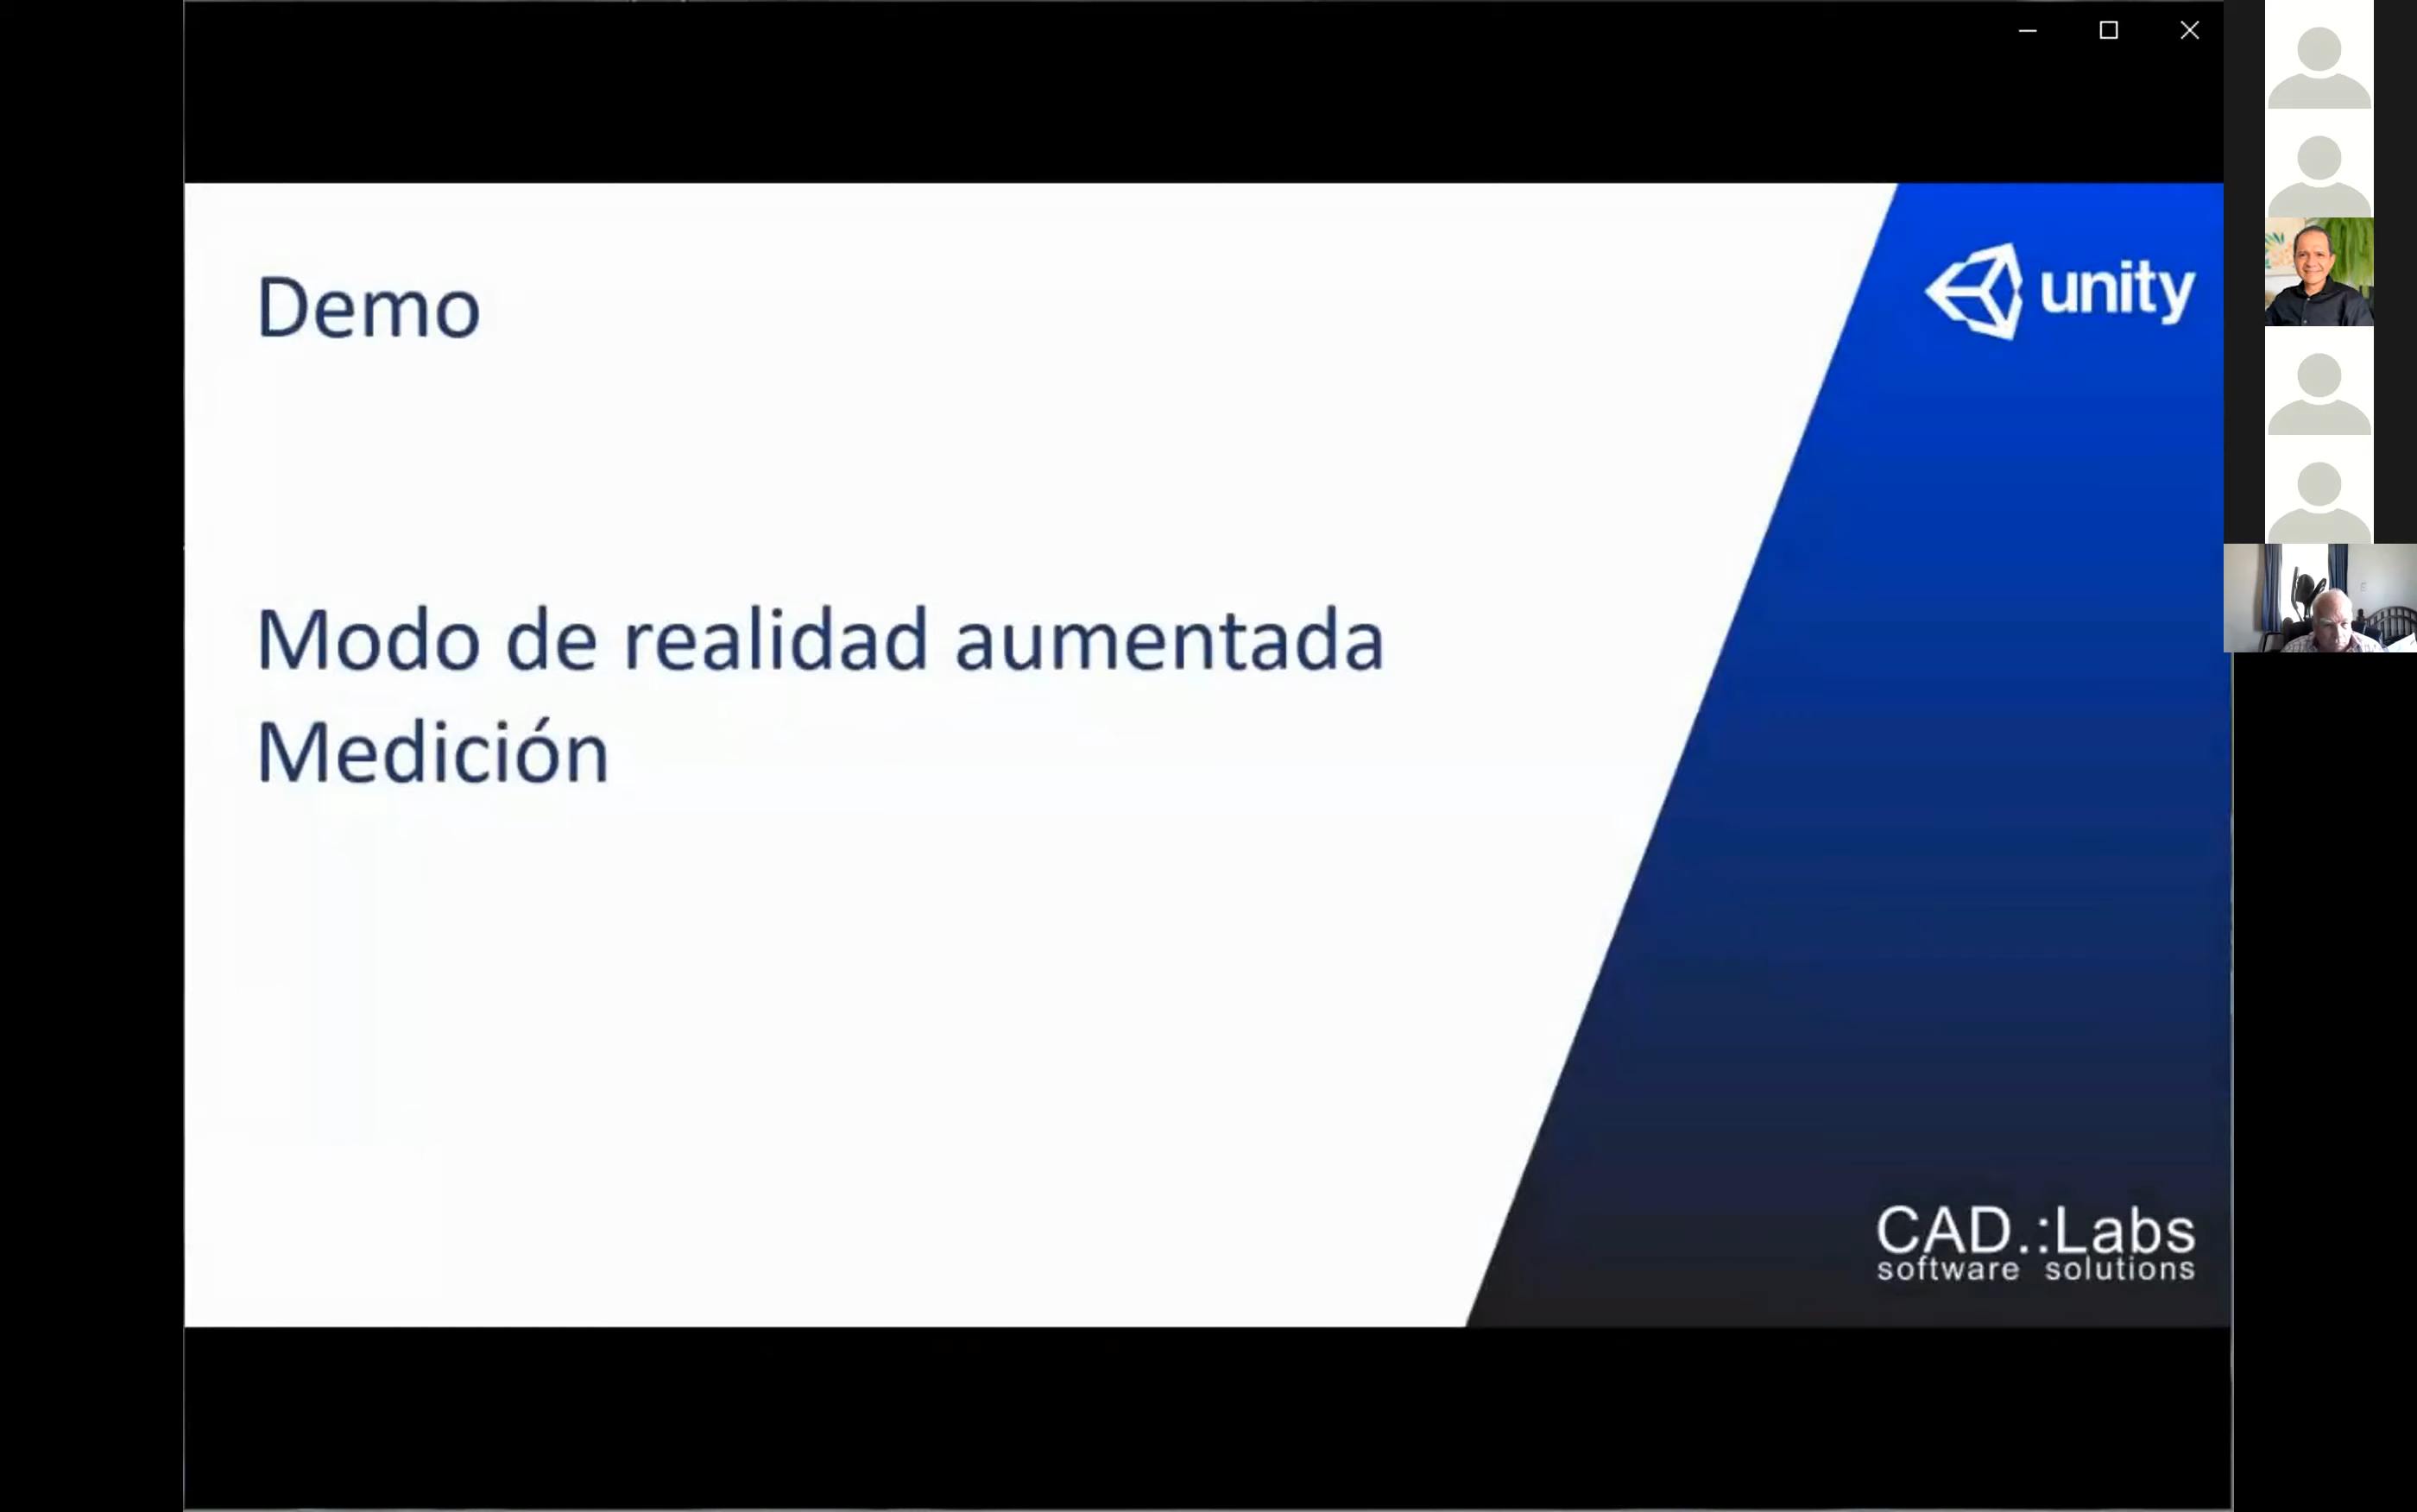 Demo
unity
Modo de realidad aumentada
Medición
CAD.:Labs
software solutions